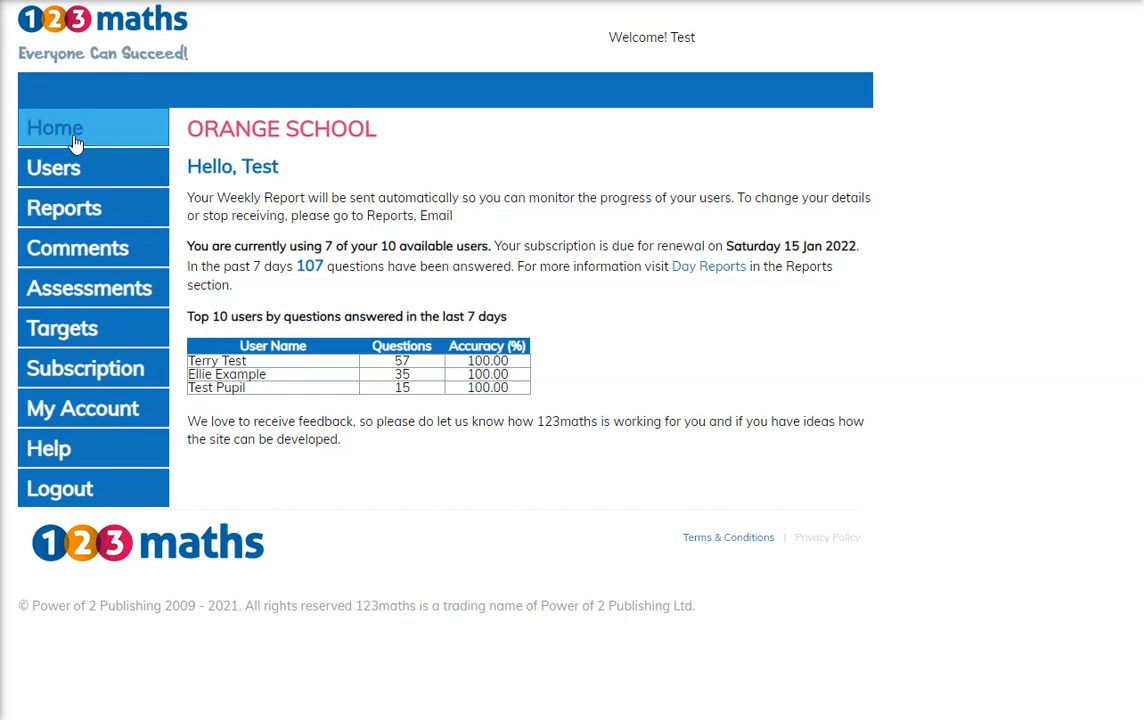 123 maths
Everyone Can Succeed!
Welcome! Test
Home
Users
Reports
Comments
Assessments
Targets
Subscription
My Account
Help
Logout
ORANGE SCHOOL
Hello, Test
Your Weekly Report will be sent automatically so you can monitor the progress of your users. To change your details
or stop receiving, please go to Reports, Email
You are currently using 7 of your 10 available users. Your subscription is due for renewal on Saturday 15 Jan 2022.
In the past 7 days 107 questions have been answered. For more information visit Day Reports in the Reports
section.
Top 10 users by questions answered in the last 7 days
User Name Questions Accuracy (%)
Terry Test 57 100.00
Ellie Example 35 100.00
Test Pupil 15 100.00
We love to receive feedback, so please do let us know how 123maths is working for you and if you have ideas how
the site can be developed.
123 maths
Terms & Conditions | Privacy Policy
© Power of 2 Publishing 2009 - 2021. All rights reserved 123maths is a trading name of Power of 2 Publishing Ltd.